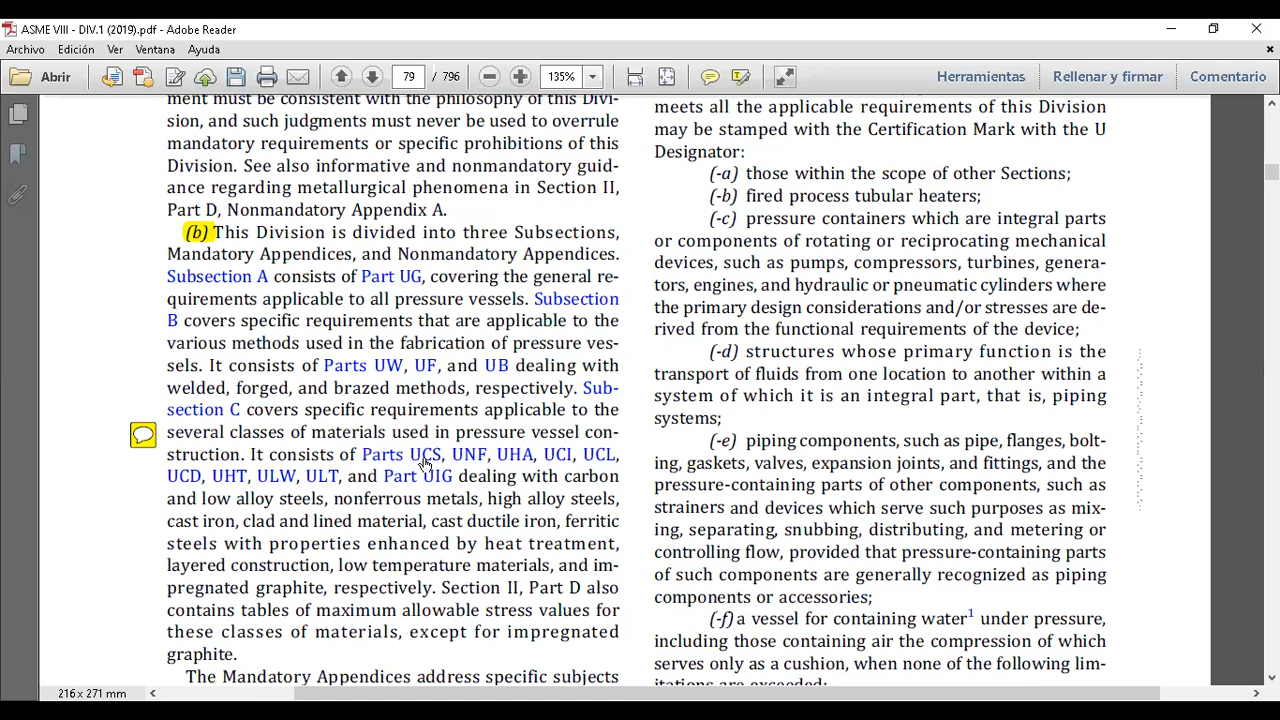 ASME VIII - DIV.1 (2019).pdf - Adobe Reader
Archivo Edición Ver Ventana Ayuda
Abrir 79 / 796 135% Herramientas Rellenar y firmar Comentario
ment must be consistent with the philosophy of this Divi-
sion, and such judgments must never be used to overrule
mandatory requirements or specific prohibitions of this
Division. See also informative and nonmandatory guid-
ance regarding metallurgical phenomena in Section II,
Part D, Nonmandatory Appendix A.
(b) This Division is divided into three Subsections,
Mandatory Appendices, and Nonmandatory Appendices.
Subsection A consists of Part UG, covering the general re-
quirements applicable to all pressure vessels. Subsection
B covers specific requirements that are applicable to the
various methods used in the fabrication of pressure ves-
sels. It consists of Parts UW, UF, and UB dealing with
welded, forged, and brazed methods, respectively. Sub-
section C covers specific requirements applicable to the
several classes of materials used in pressure vessel con-
struction. It consists of Parts UCS, UNF, UHA, UCI, UCL,
UCD, UHT, ULW, ULT, and Part UIG dealing with carbon
and low alloy steels, nonferrous metals, high alloy steels,
cast iron, clad and lined material, cast ductile iron, ferritic
steels with properties enhanced by heat treatment,
layered construction, low temperature materials, and im-
pregnated graphite, respectively. Section II, Part D also
contains tables of maximum allowable stress values for
these classes of materials, except for impregnated
graphite.
The Mandatory Appendices address specific subjects
meets all the applicable requirements of this Division
may be stamped with the Certification Mark with the U
Designator:
(-a) those within the scope of other Sections;
(-b) fired process tubular heaters;
(-c) pressure containers which are integral parts
or components of rotating or reciprocating mechanical
devices, such as pumps, compressors, turbines, genera-
tors, engines, and hydraulic or pneumatic cylinders where
the primary design considerations and/or stresses are de-
rived from the functional requirements of the device;
(-d) structures whose primary function is the
transport of fluids from one location to another within a
system of which it is an integral part, that is, piping
systems;
(-e) piping components, such as pipe, flanges, bolt-
ing, gaskets, valves, expansion joints, and fittings, and the
pressure-containing parts of other components, such as
strainers and devices which serve such purposes as mix-
ing, separating, snubbing, distributing, and metering or
controlling flow, provided that pressure-containing parts
of such components are generally recognized as piping
components or accessories;
(-f) a vessel for containing water1 under pressure,
including those containing air the compression of which
serves only as a cushion, when none of the following lim-
itations are exceeded:
216 x 271 mm